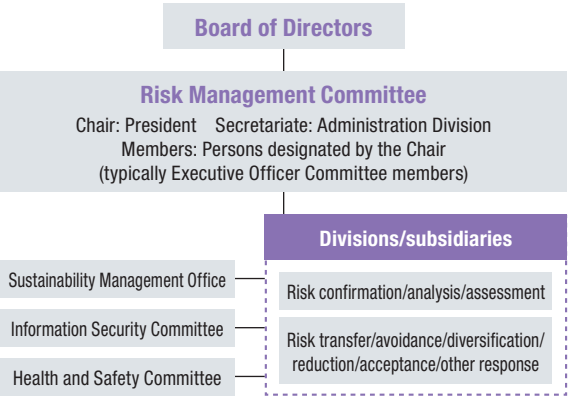 Board of Directors
Risk Management Committee
Chair: President Secretariate: Administration Division
Members: Persons designated by the Chair
(typically Executive Officer Committee members)
Divisions/subsidiaries
Sustainability Management Office
Information Security Committee
Health and Safety Committee
Risk confirmation/analysis/assessment
Risk transfer/avoidance/diversification/
reduction/acceptance/other response